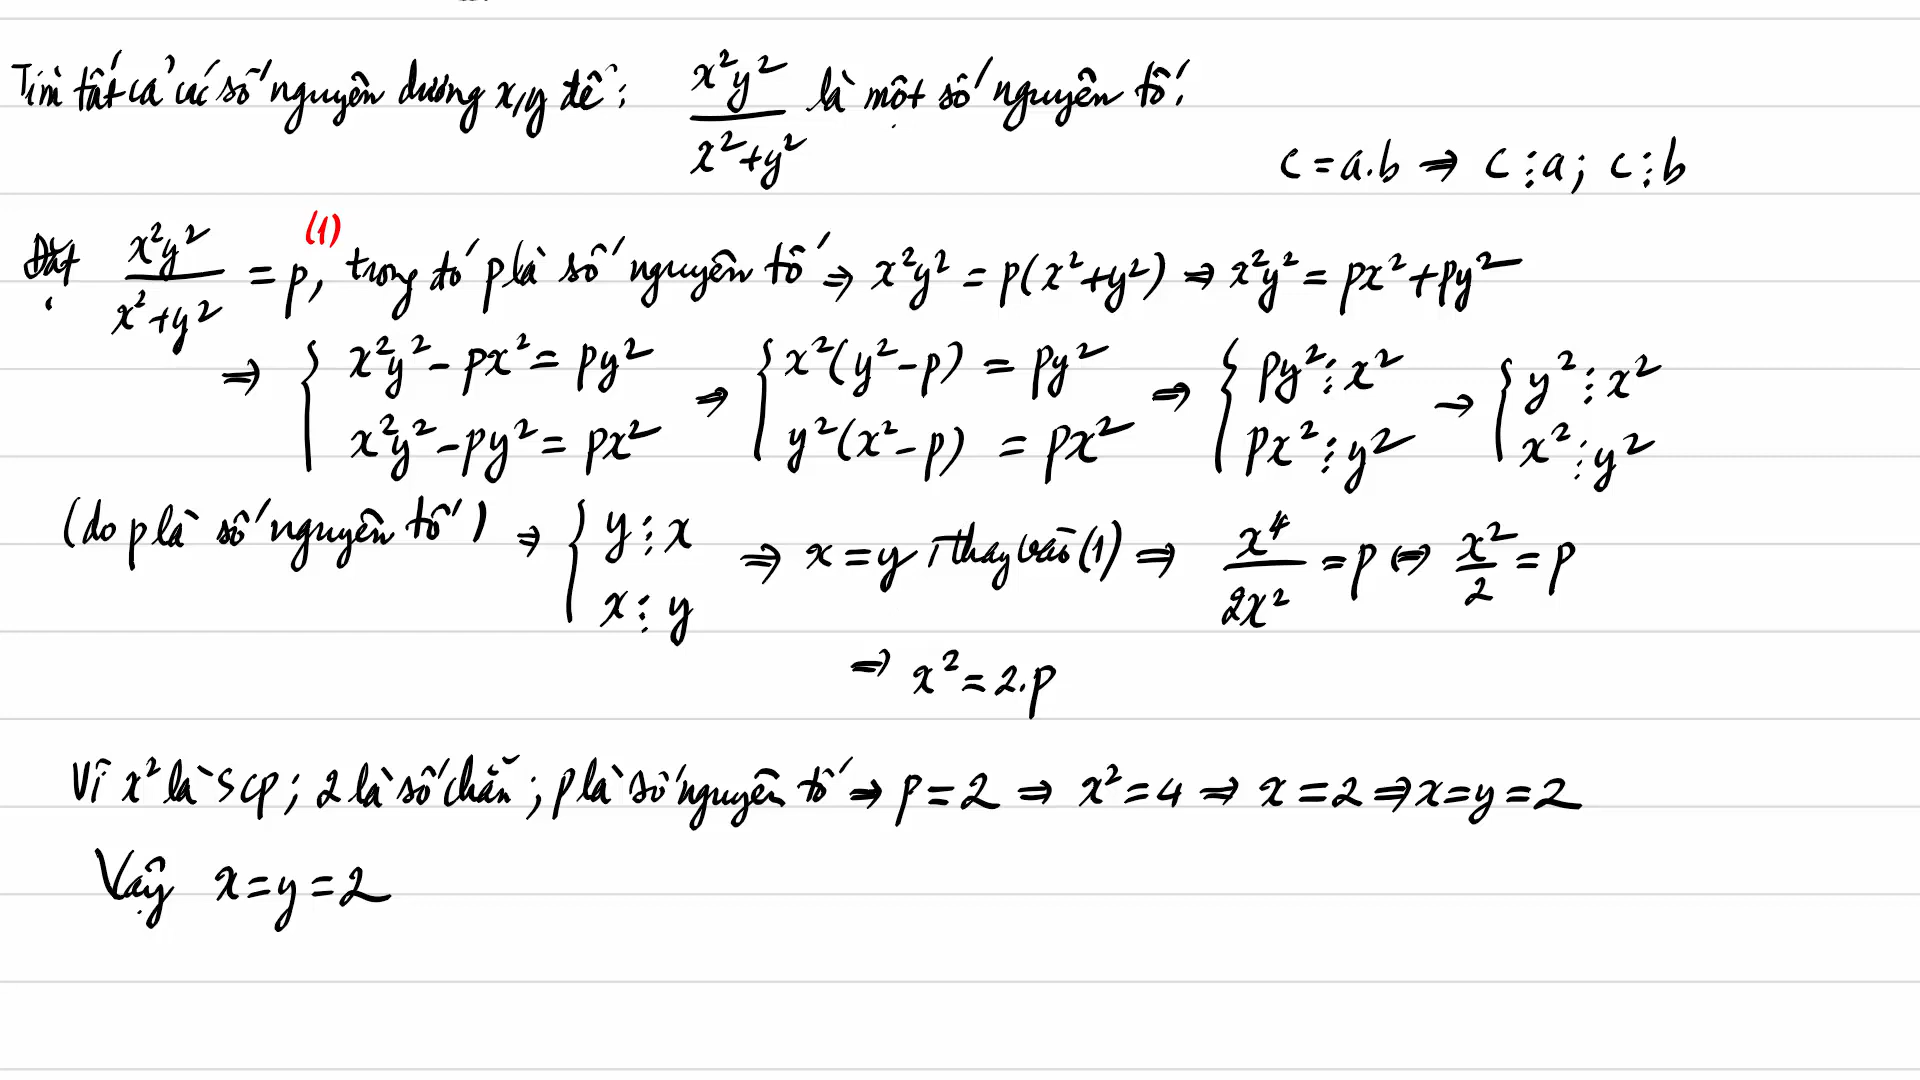 Tìm tất cả các số nguyên dương x,y để: x²y²/(x²+y²) là một số nguyên tố.
c = a.b ⇒ c⋮a; c⋮b
Đặt x²y²/(x²+y²) = p, (1) trong đó p là số nguyên tố ⇒ x²y² = p(x²+y²) ⇒ x²y² = px²+py²
⇒ { x²y² - px² = py² ; x²y² - py² = px² ⇒ { x²(y²-p) = py² ; y²(x²-p) = px² ⇒ { py²⋮x² ; px²⋮y² → { y²⋮x² ; x²⋮y²
(do p là số nguyên tố) ⇒ { y⋮x ; x⋮y ⇒ x=y, thay vào (1) ⇒ x⁴/2x² = p ⇔ x²/2 = p
⇒ x² = 2.p
Vì x² là SCP; 2 là số chẵn; p là số nguyên tố ⇒ p=2 ⇒ x²=4 ⇒ x=2 ⇒ x=y=2
Vậy x=y=2